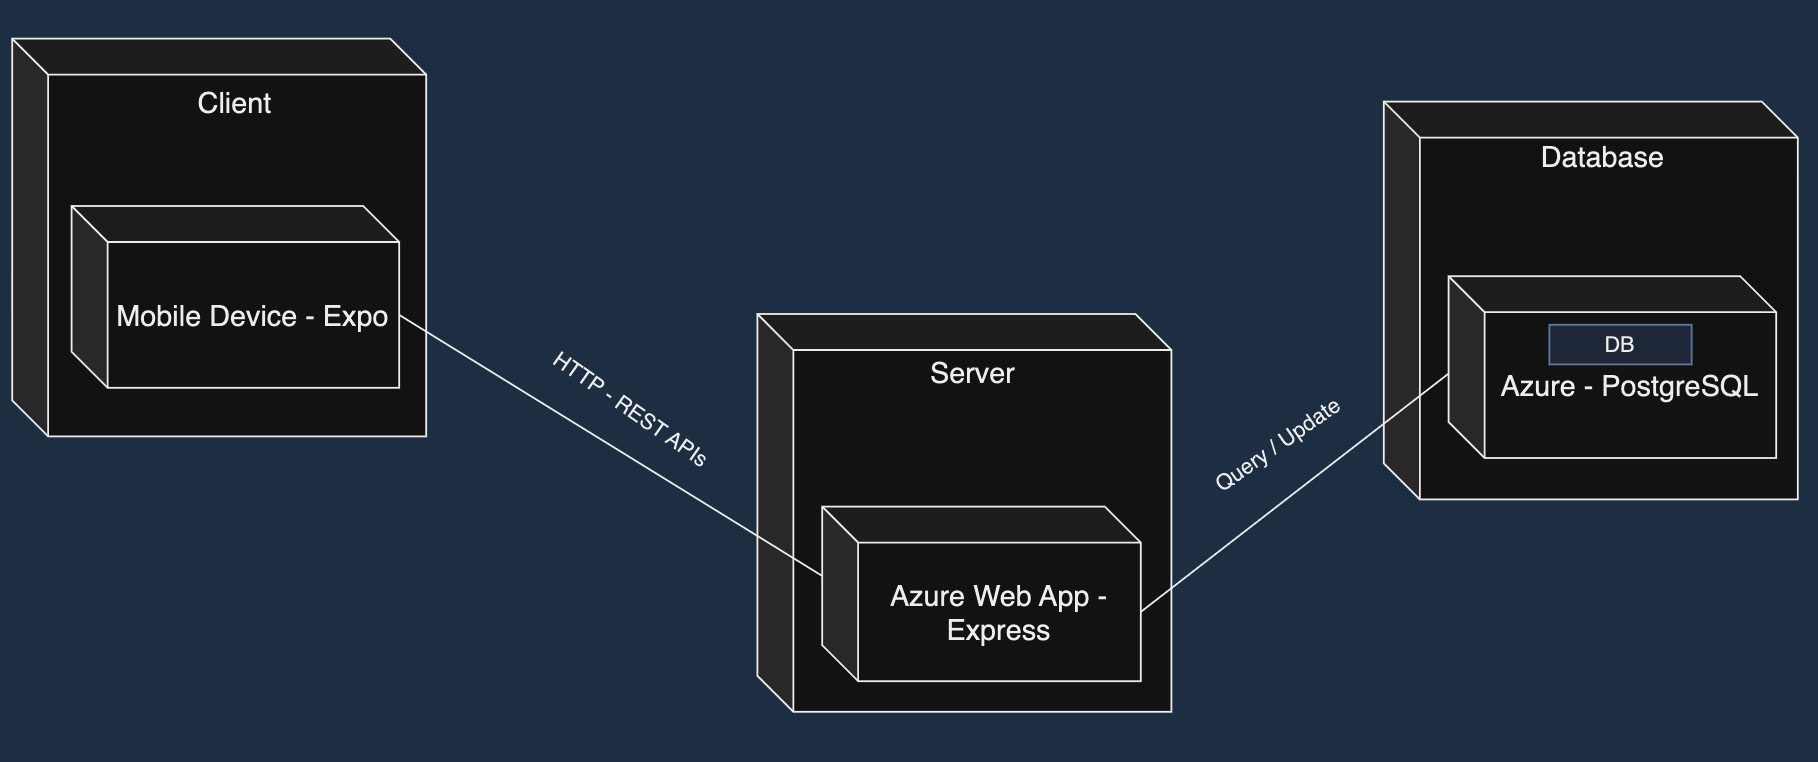 Client
Mobile Device - Expo
HTTP - REST APIs
Server
Azure Web App -
Express
Query / Update
Database
DB
Azure - PostgreSQL